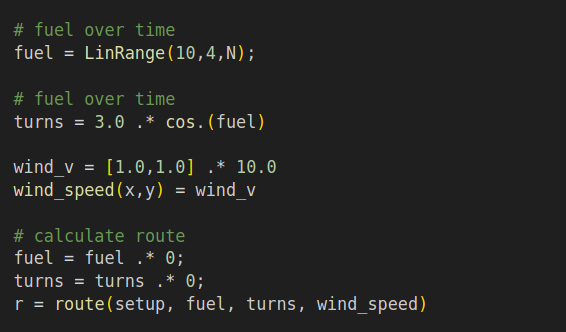 # fuel over time
fuel = LinRange(10,4,N);
# fuel over time
turns = 3.0 .* cos.(fuel)
wind_v = [1.0,1.0] .* 10.0
wind_speed(x,y) = wind_v
# calculate route
fuel = fuel .* 0;
turns = turns .* 0;
r = route(setup, fuel, turns, wind_speed)